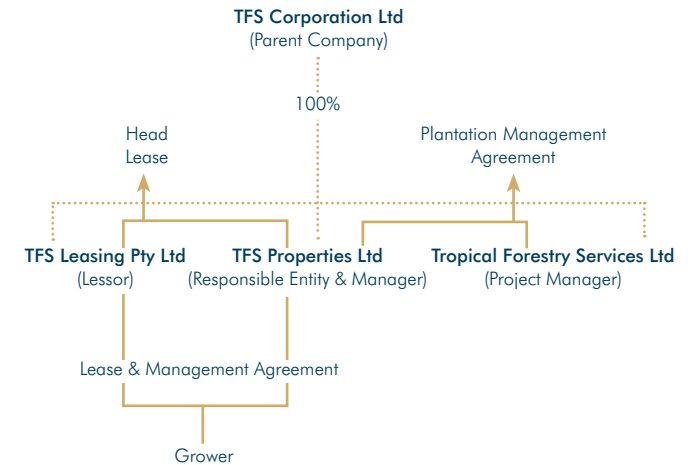 TFS Corporation Ltd
(Parent Company)
100%
Head
Lease
Plantation Management
Agreement
TFS Leasing Pty Ltd
(Lessor)
TFS Properties Ltd
(Responsible Entity & Manager)
Tropical Forestry Services Ltd
(Project Manager)
Lease & Management Agreement
Grower